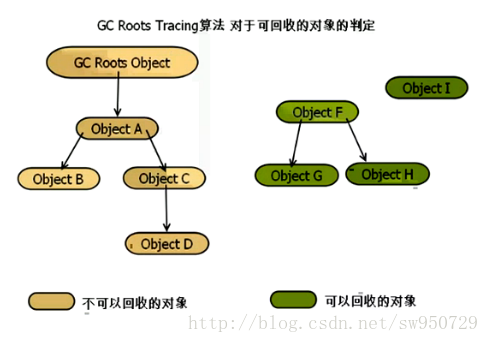 GC Roots Tracing算法 对于可回收的对象的判定
GC Roots Object
Object I
Object F
Object A
Object B
Object C
Object G
Object H
Object D
不可以回收的对象
可以回收的对象
http://blog.csdn.net/sw950729